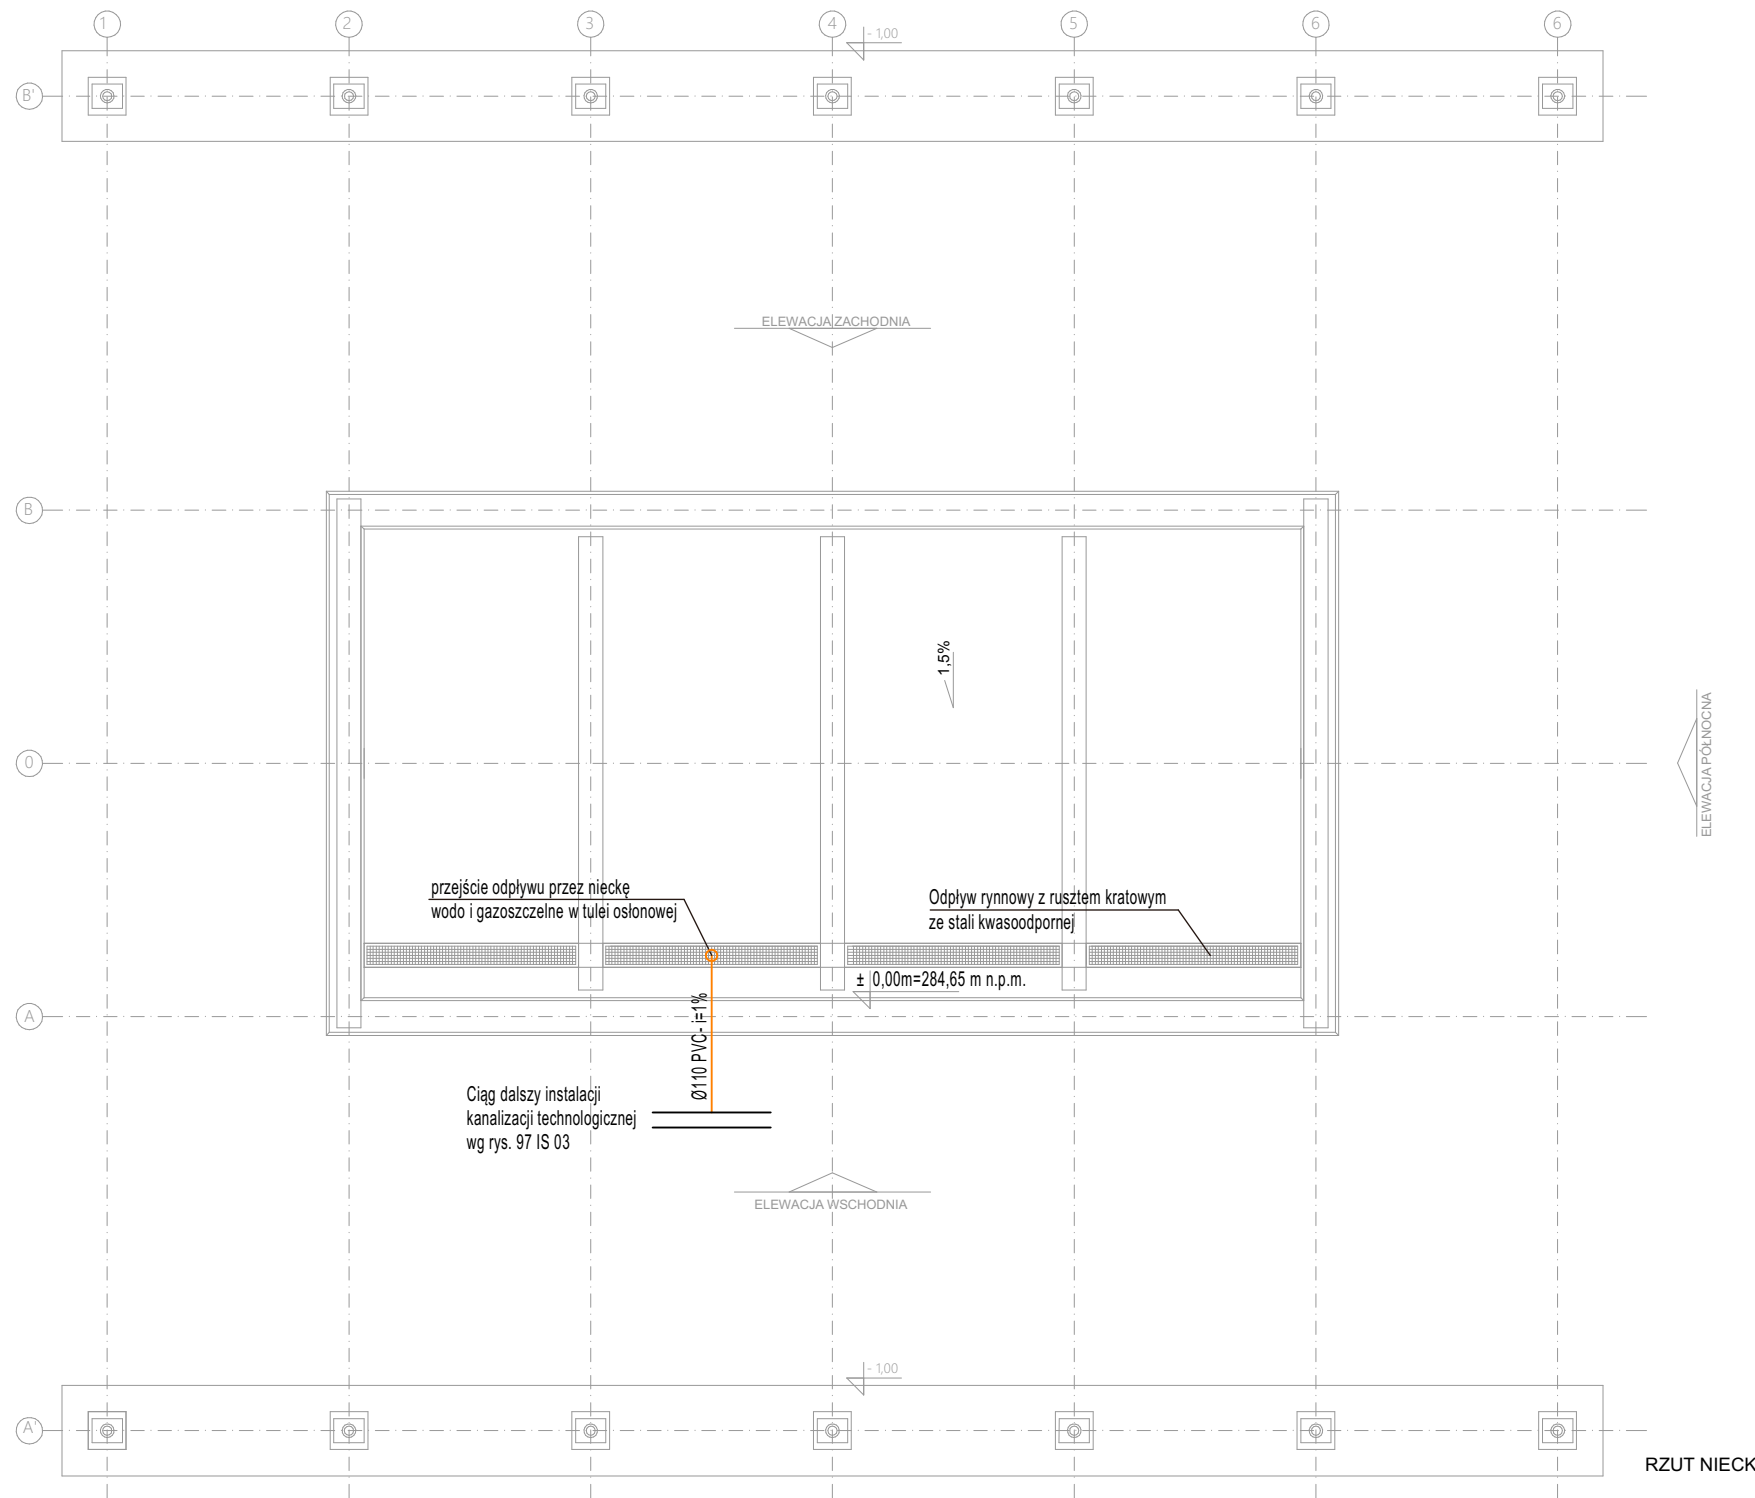 1 2 3 4 5 6 6
- 1,00
B'
ELEWACJA ZACHODNIA
B
1,5%
0
ELEWACJA PÓŁNOCNA
przejście odpływu przez nieckę
wodo i gazoszczelne w tulei osłonowej
Odpływ rynnowy z rusztem kratowym
ze stali kwasoodpornej
± 0,00m=284,65 m n.p.m.
A
Ø110 PVC- i=1%
Ciąg dalszy instalacji
kanalizacji technologicznej
wg rys. 97 IS 03
ELEWACJA WSCHODNIA
- 1,00
A'
RZUT NIECK